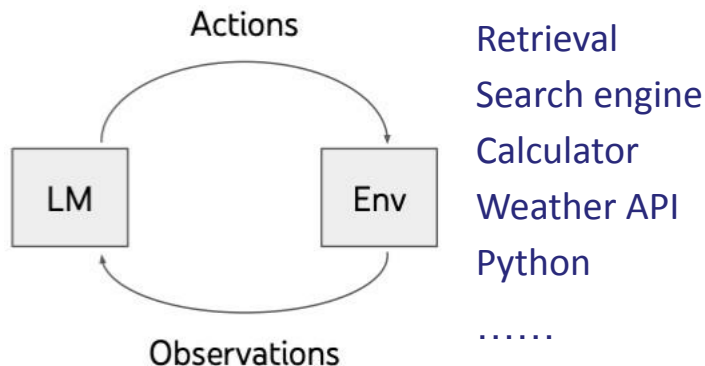 Actions
LM
Env
Observations
Retrieval
Search engine
Calculator
Weather API
Python
......